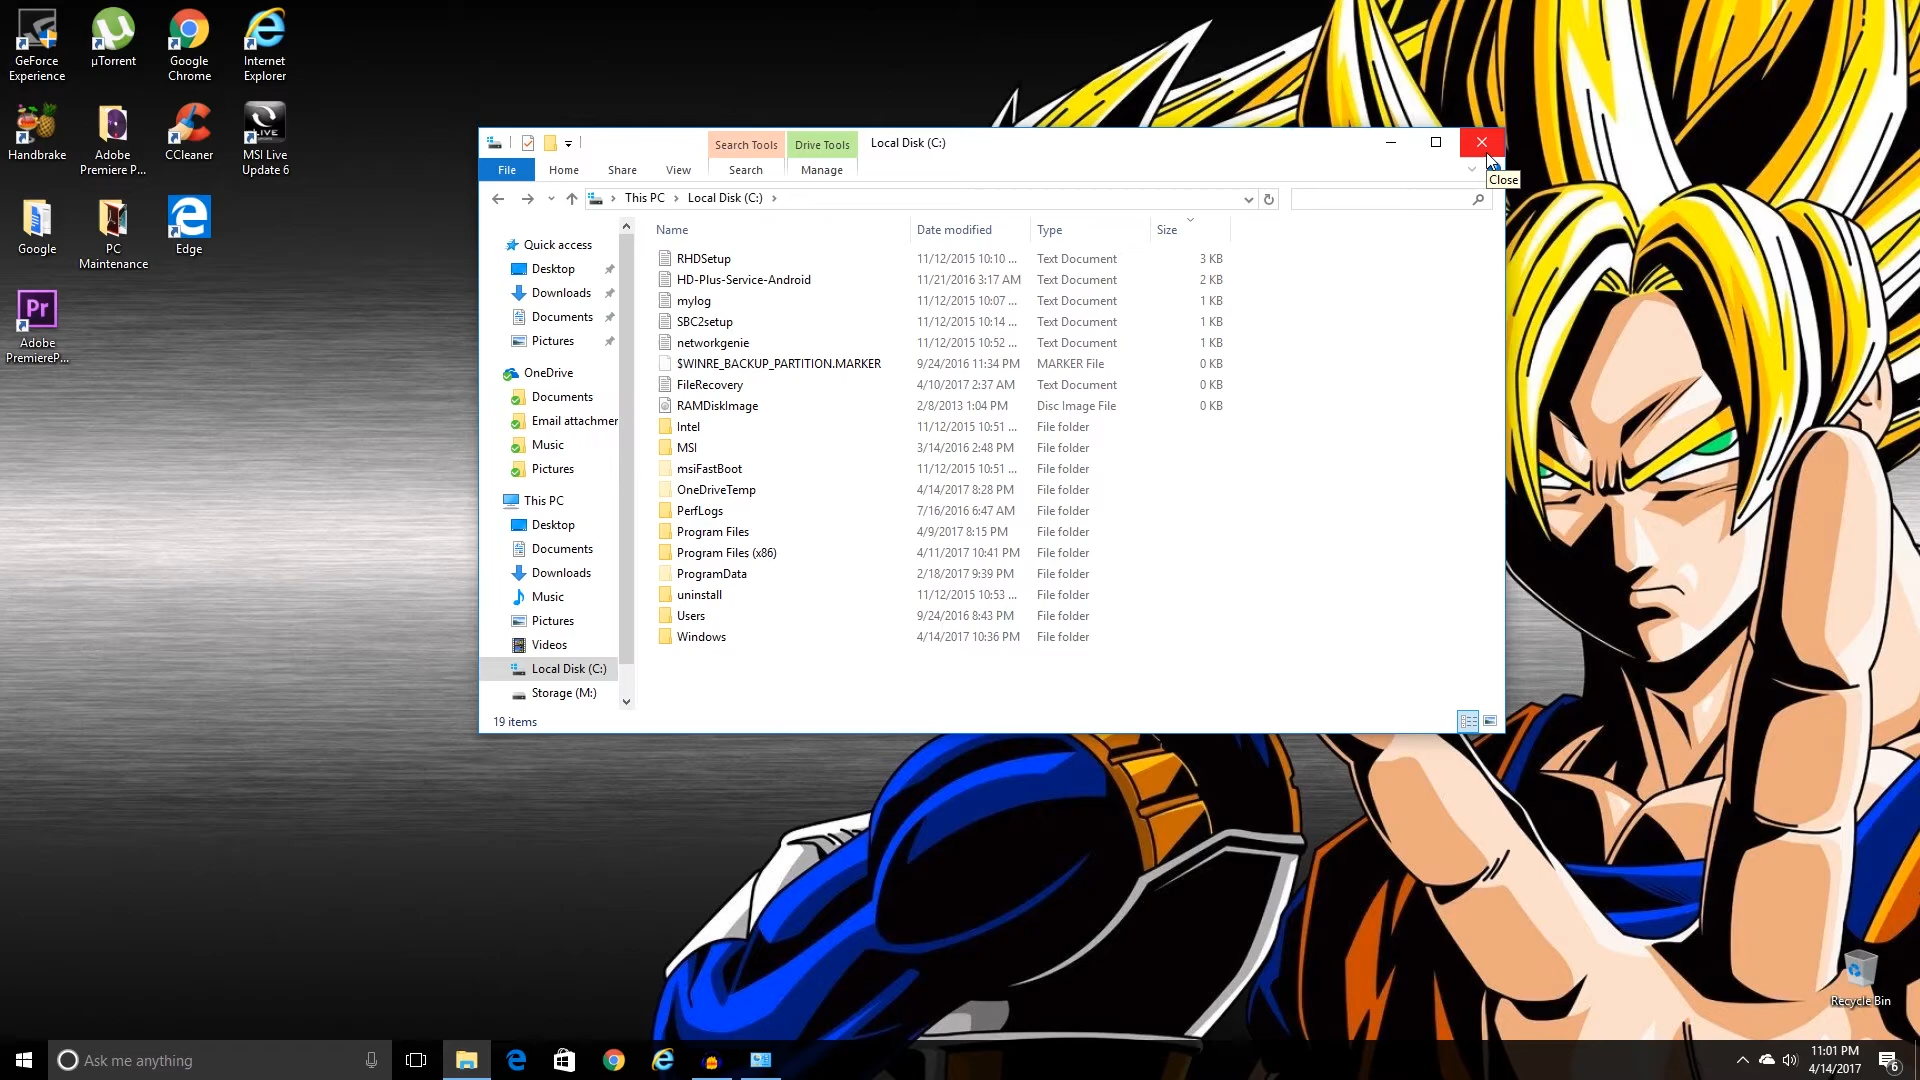 GeForce
Experience
µTorrent
Google
Chrome
Internet
Explorer
Handbrake
Adobe
Premiere P...
CCleaner
LIVE
MSI Live
Update 6
Google
PC
Maintenance
Edge
Pr
Adobe
PremiereP...
Search Tools
Drive Tools
Local Disk (C:)
File
Home
Share
View
Search
Manage
Close
This PC
Local Disk (C:)
Name
Date modified
Type
Size
Quick access
Desktop
Downloads
Documents
Pictures
OneDrive
Documents
Email attachmen
Music
Pictures
This PC
Desktop
Documents
Downloads
Music
Pictures
Videos
Local Disk (C:)
Storage (M:)
RHDSetup 11/12/2015 10:10 ... Text Document 3 KB
HD-Plus-Service-Android 11/21/2016 3:17 AM Text Document 2 KB
mylog 11/12/2015 10:07 ... Text Document 1 KB
SBC2setup 11/12/2015 10:14 ... Text Document 1 KB
networkgenie 11/12/2015 10:52 ... Text Document 1 KB
$WINRE_BACKUP_PARTITION.MARKER 9/24/2016 11:34 PM MARKER File 0 KB
FileRecovery 4/10/2017 2:37 AM Text Document 0 KB
RAMDiskImage 2/8/2013 1:04 PM Disc Image File 0 KB
Intel 11/12/2015 10:51 ... File folder
MSI 3/14/2016 2:48 PM File folder
msiFastBoot 11/12/2015 10:51 ... File folder
OneDriveTemp 4/14/2017 8:28 PM File folder
PerfLogs 7/16/2016 6:47 AM File folder
Program Files 4/9/2017 8:15 PM File folder
Program Files (x86) 4/11/2017 10:41 PM File folder
ProgramData 2/18/2017 9:39 PM File folder
uninstall 11/12/2015 10:53 ... File folder
Users 9/24/2016 8:43 PM File folder
Windows 4/14/2017 10:36 PM File folder
19 items
Recycle Bin
Ask me anything
11:01 PM
4/14/2017
6